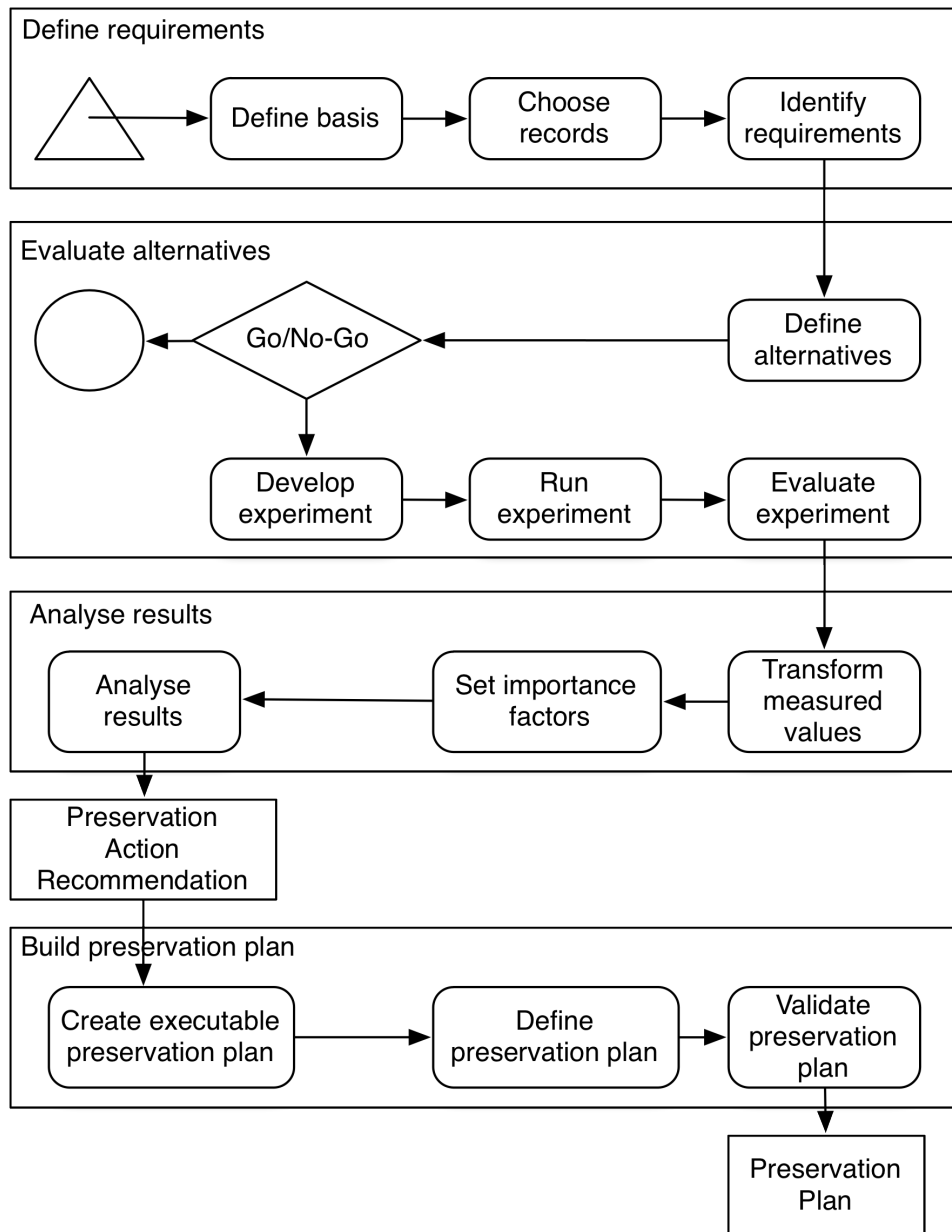 Define requirements
Define basis
Choose
records
Identify
requirements
Evaluate alternatives
Go/No-Go
Define
alternatives
Develop
experiment
Run
experiment
Evaluate
experiment
Analyse results
Analyse
results
Set importance
factors
Transform
measured
values
Preservation
Action
Recommendation
Build preservation plan
Create executable
preservation plan
Define
preservation plan
Validate
preservation
plan
Preservation
Plan